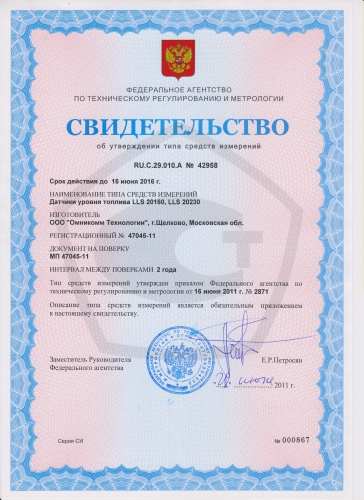 ФЕДЕРАЛЬНОЕ АГЕНТСТВО
ПО ТЕХНИЧЕСКОМУ РЕГУЛИРОВАНИЮ И МЕТРОЛОГИИ
СВИДЕТЕЛЬСТВО
об утверждении типа средств измерений
RU.C.29.010.A № 42958
Срок действия до 16 июня 2016 г.
НАИМЕНОВАНИЕ ТИПА СРЕДСТВ ИЗМЕРЕНИЙ
Датчики уровня топлива LLS 20160, LLS 20230
ИЗГОТОВИТЕЛЬ
ООО "Омникомм Технологии", г.Щелково, Московская обл.
РЕГИСТРАЦИОННЫЙ № 47045-11
ДОКУМЕНТ НА ПОВЕРКУ
МП 47045-11
ИНТЕРВАЛ МЕЖДУ ПОВЕРКАМИ 2 года
Тип средств измерений утвержден приказом Федерального агентства по
техническому регулированию и метрологии от 16 июня 2011 г. № 2871
Описание типа средств измерений является обязательным приложением
к настоящему свидетельству.
Заместитель Руководителя Е.Р.Петросян
Федерального агентства
"28" июня 2011 г.
Серия СИ № 000867